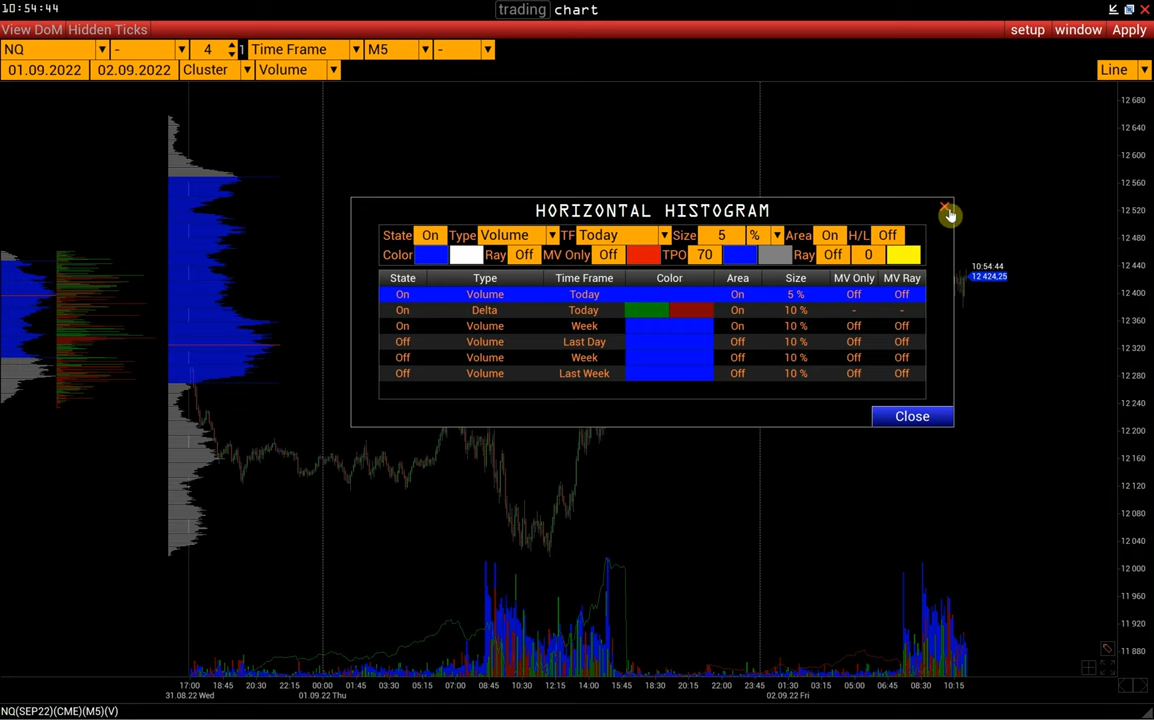 10:54:44 trading chart
View DoM Hidden Ticks setup window Apply
NQ - 4 1 Time Frame M5 -
01.09.2022 02.09.2022 Cluster Volume Line
12 680
12 640
12 600
12 560
HORIZONTAL HISTOGRAM
12 520
State On Type Volume TF Today Size 5 % Area On H/L Off
12 480
Color Ray Off MV Only Off TPO 70 Ray Off 0
10:54:44
12 440
12 424,25
State Type Time Frame Color Area Size MV Only MV Ray
On Volume Today On 5 % Off Off
12 400
On Delta Today On 10 % - -
On Volume Week On 10 % Off Off
12 360
Off Volume Last Day Off 10 % Off Off
12 320
Off Volume Week Off 10 % Off Off
Off Volume Last Week Off 10 % Off Off
12 280
12 240
Close
12 200
12 160
12 120
12 080
12 040
12 000
11 960
11 920
11 880
17:00 18:45 20:30 22:15 00:00 01:45 03:30 05:15 07:00 08:45 10:30 12:15 14:00 15:45 18:30 20:15 22:00 23:45 01:30 03:15 05:00 06:45 08:30 10:15
31.08.22 Wed 01.09.22 Thu 02.09.22 Fri
NQ(SEP22)(CME)(M5)(V)